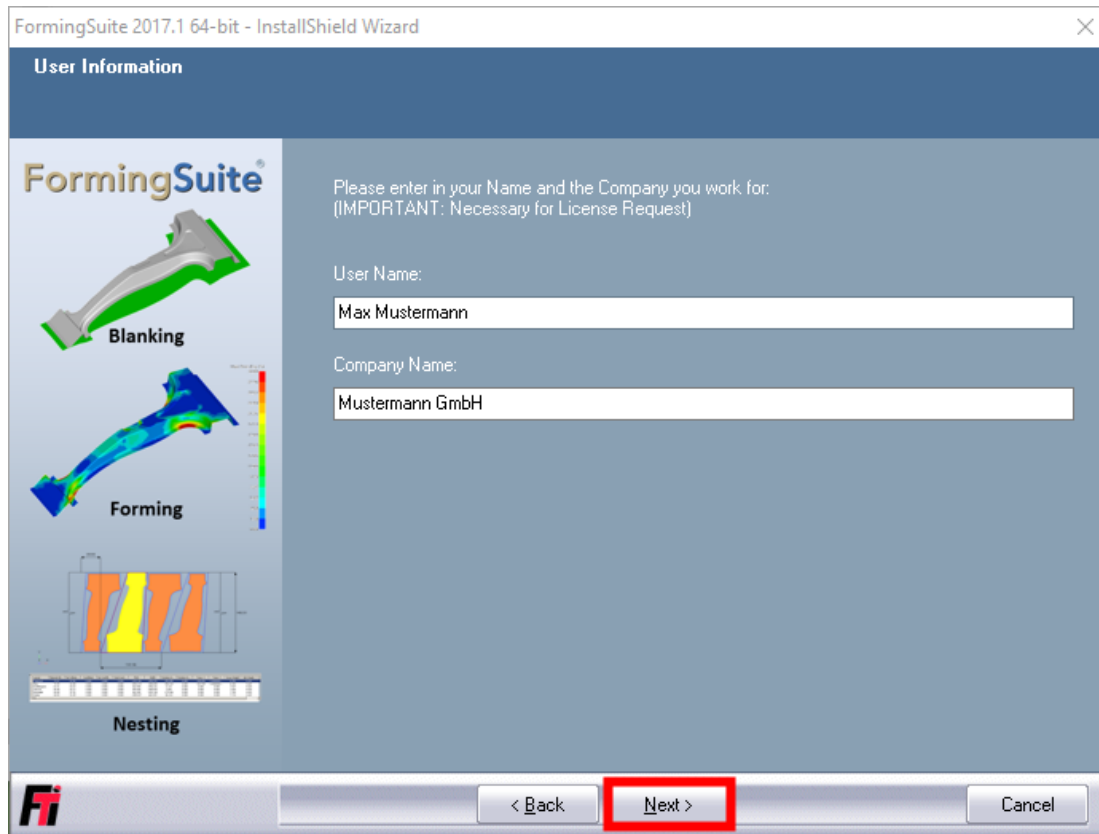 FormingSuite 2017.1 64-bit - InstallShield Wizard
User Information
FormingSuite®
Please enter in your Name and the Company you work for:
(IMPORTANT: Necessary for License Request)
User Name:
Max Mustermann
Company Name:
Mustermann GmbH
Blanking
Forming
Nesting
FTi
< Back
Next >
Cancel